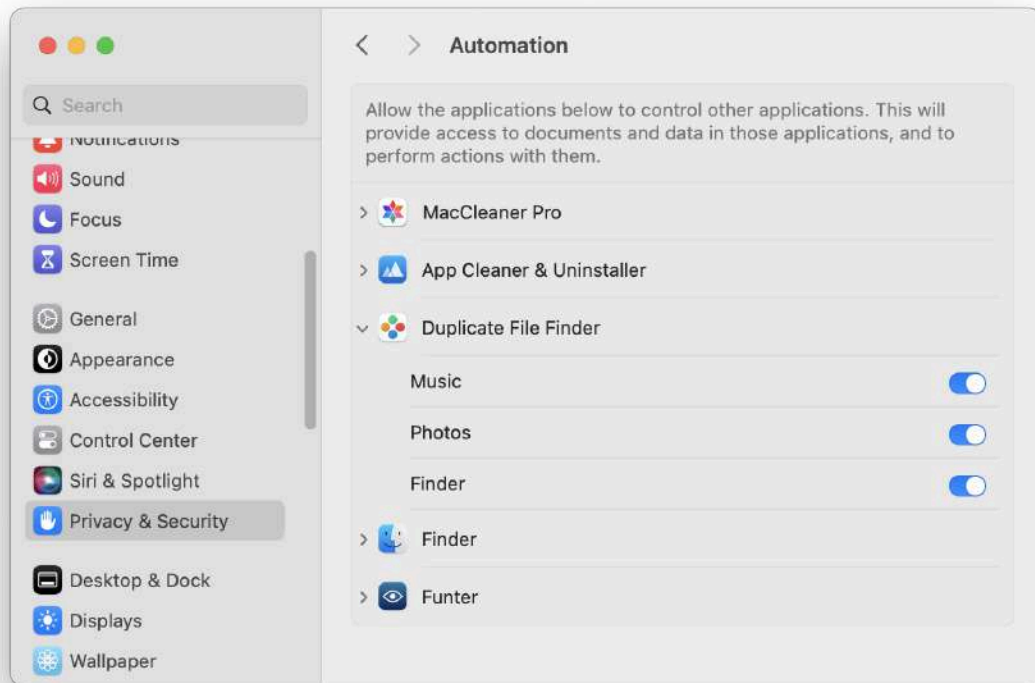 Search
Notifications
Sound
Focus
Screen Time
General
Appearance
Accessibility
Control Center
Siri & Spotlight
Privacy & Security
Desktop & Dock
Displays
Wallpaper
Automation
Allow the applications below to control other applications. This will
provide access to documents and data in those applications, and to
perform actions with them.
MacCleaner Pro
App Cleaner & Uninstaller
Duplicate File Finder
Music
Photos
Finder
Finder
Funter